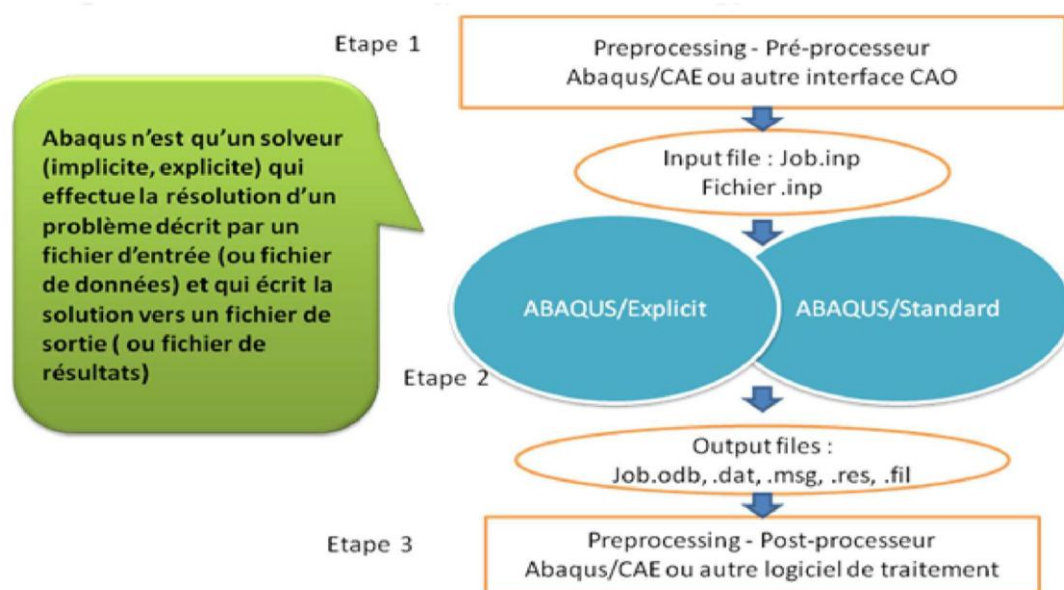 Etape 1
Preprocessing - Pré-processeur
Abaqus/CAE ou autre interface CAO
Abaqus n'est qu'un solveur
(implicite, explicite) qui
effectue la résolution d'un
problème décrit par un
fichier d'entrée (ou fichier
de données) et qui écrit la
solution vers un fichier de
sortie ( ou fichier de
résultats)
Input file : Job.inp
Fichier .inp
ABAQUS/Explicit
ABAQUS/Standard
Etape 2
Output files :
Job.odb, .dat, .msg, .res, .fil
Etape 3
Preprocessing - Post-processeur
Abaqus/CAE ou autre logiciel de traitement